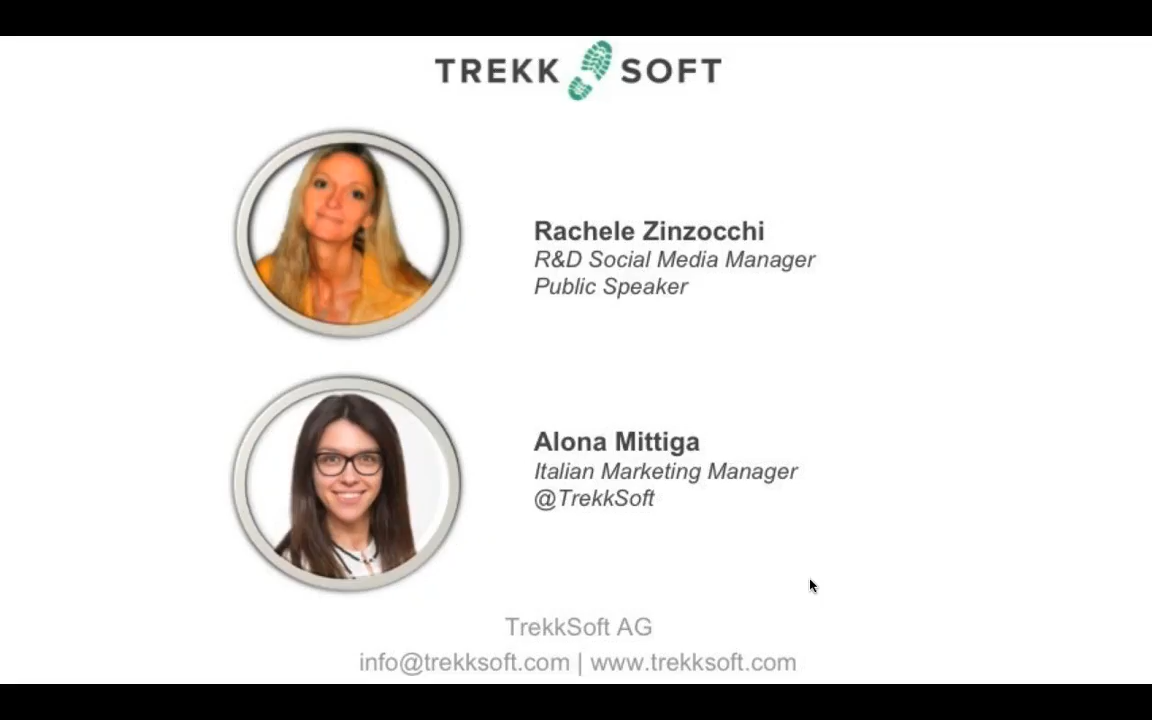 TREKK SOFT
Rachele Zinzocchi
R&D Social Media Manager
Public Speaker
Alona Mittiga
Italian Marketing Manager
@TrekkSoft
TrekkSoft AG
info@trekksoft.com | www.trekksoft.com